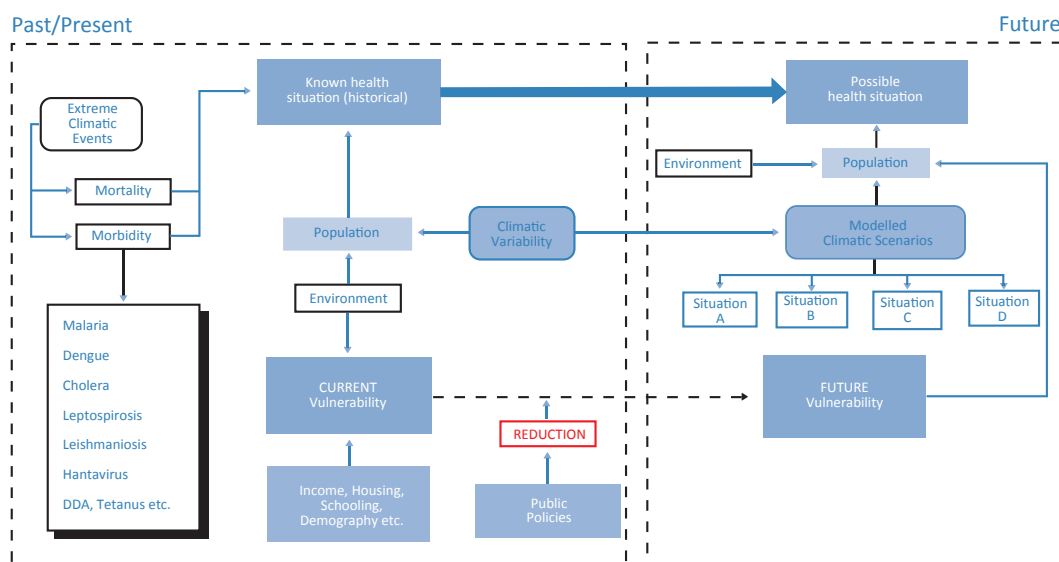 Past/Present
Future
Known health
situation (historical)
Possible
health situation
Extreme
Climatic
Events
Environment
Population
Mortality
Morbidity
Population
Climatic
Variability
Modelled
Climatic Scenarios
Environment
Situation
A
Situation
B
Situation
C
Situation
D
Malaria
Dengue
Cholera
Leptospirosis
Leishmaniosis
Hantavirus
DDA, Tetanus etc.
CURRENT
Vulnerability
FUTURE
Vulnerability
REDUCTION
Income, Housing,
Schooling,
Demography etc.
Public
Policies